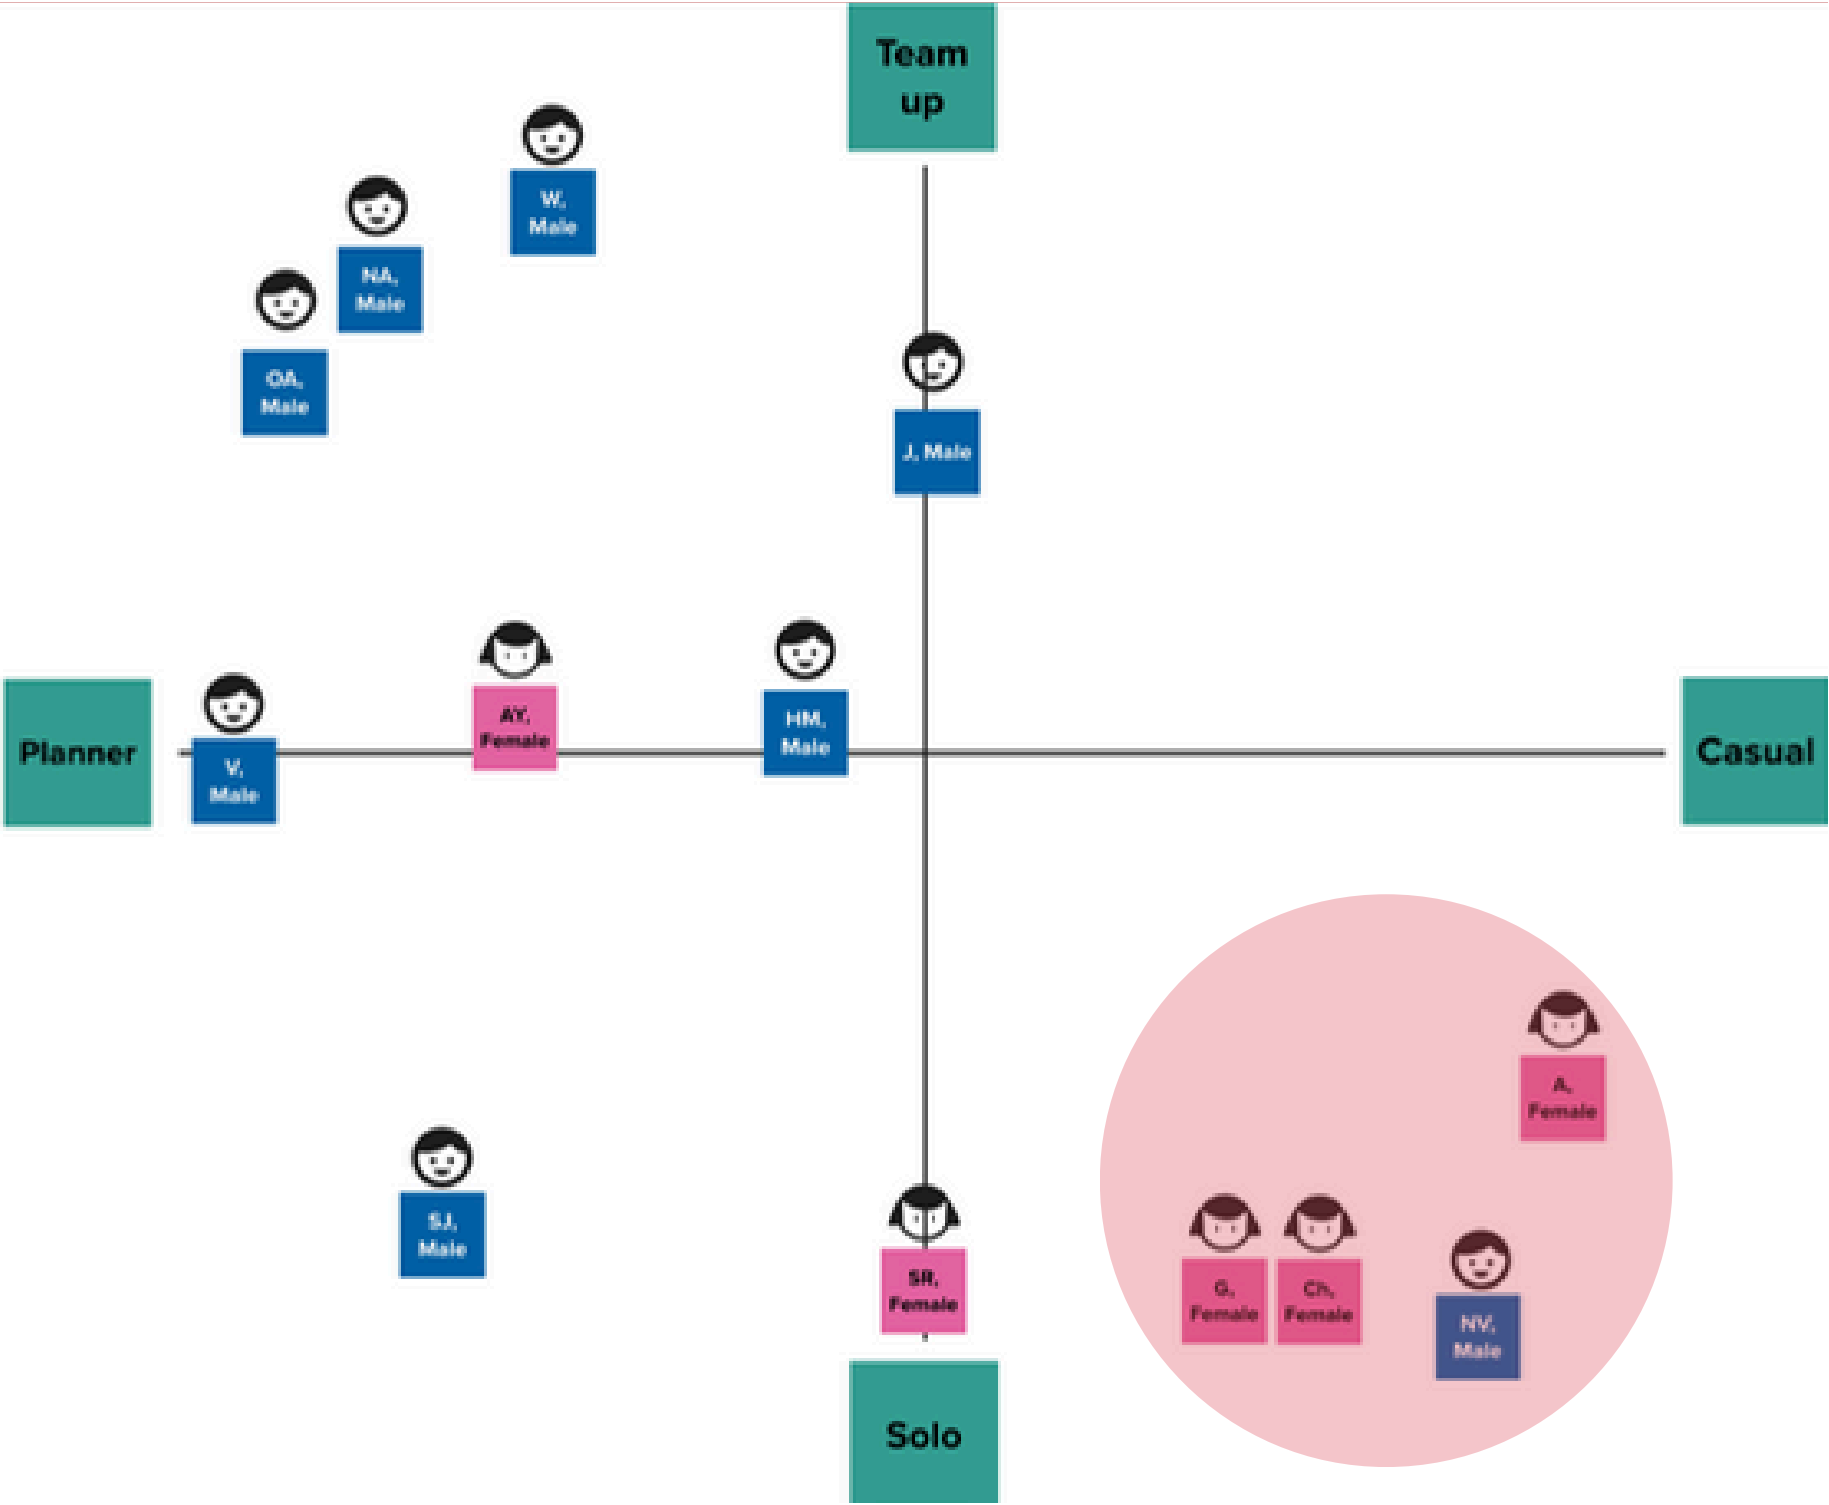 Team
up
W,
Male
NA,
Male
OA,
Male
J, Male
AY,
Female
HM,
Male
Planner
V,
Male
Casual
A,
Female
SJ,
Male
SR,
Female
G,
Female
Ch,
Female
NV,
Male
Solo